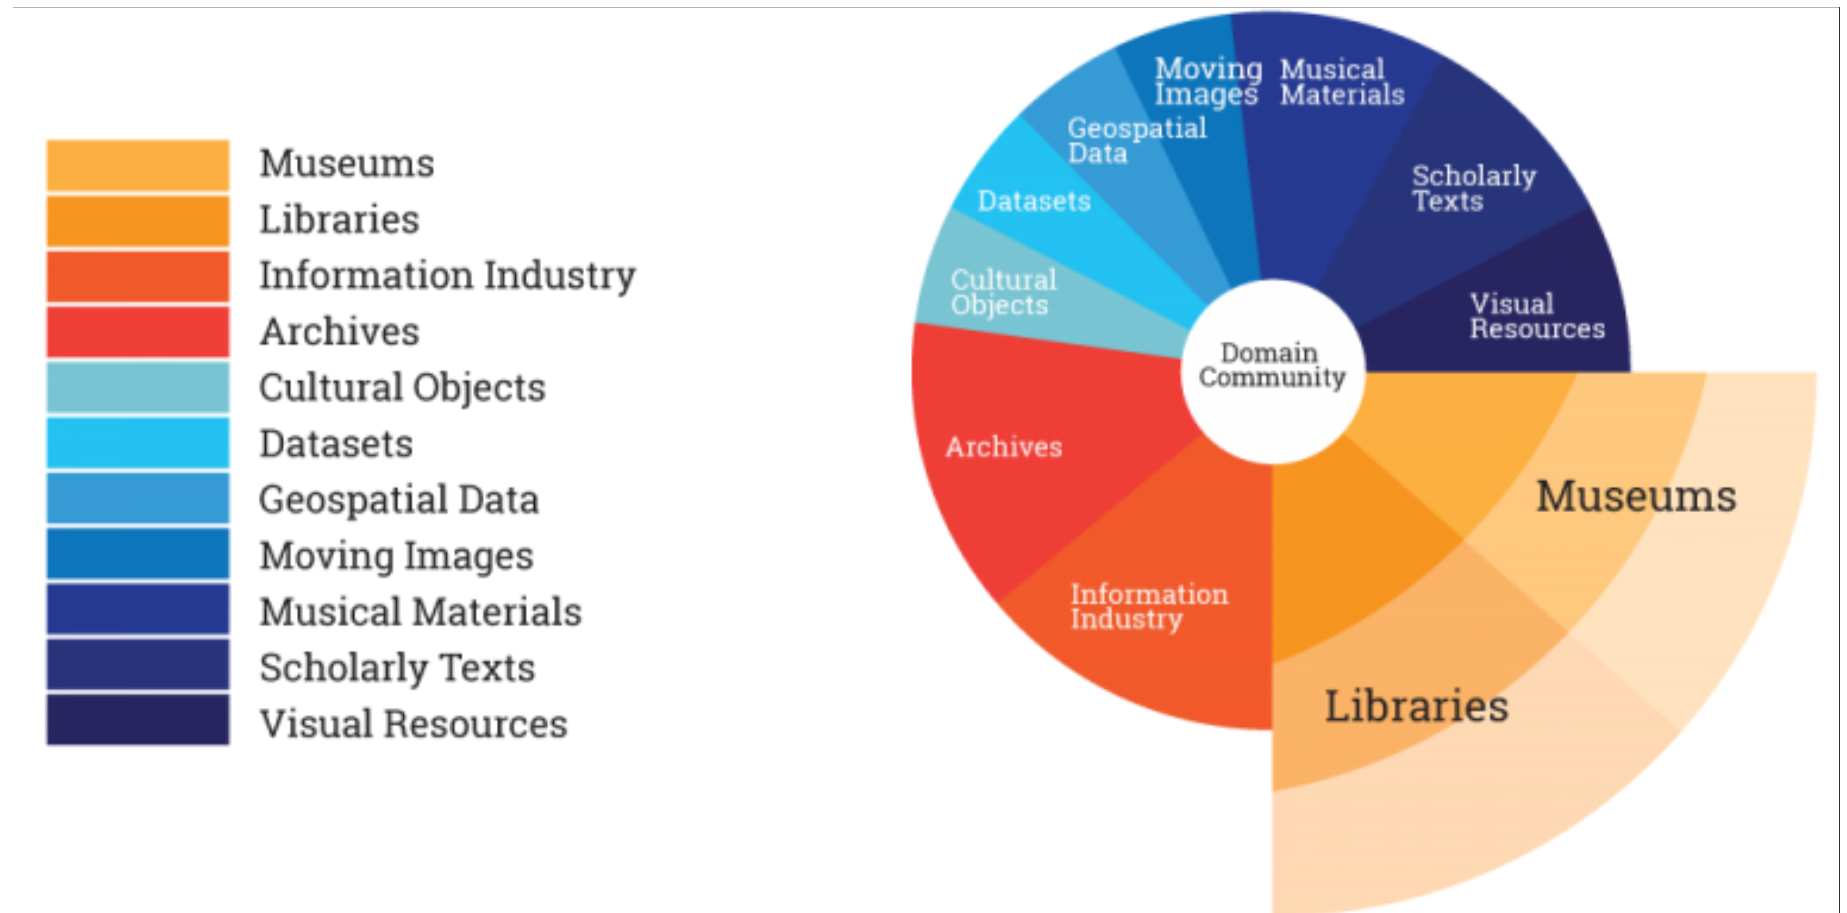 Museums
Libraries
Information Industry
Archives
Cultural Objects
Datasets
Geospatial Data
Moving Images
Musical Materials
Scholarly Texts
Visual Resources
Moving
Images
Musical
Materials
Geospatial
Data
Scholarly
Texts
Datasets
Cultural
Objects
Visual
Resources
Domain
Community
Archives
Museums
Information
Industry
Libraries